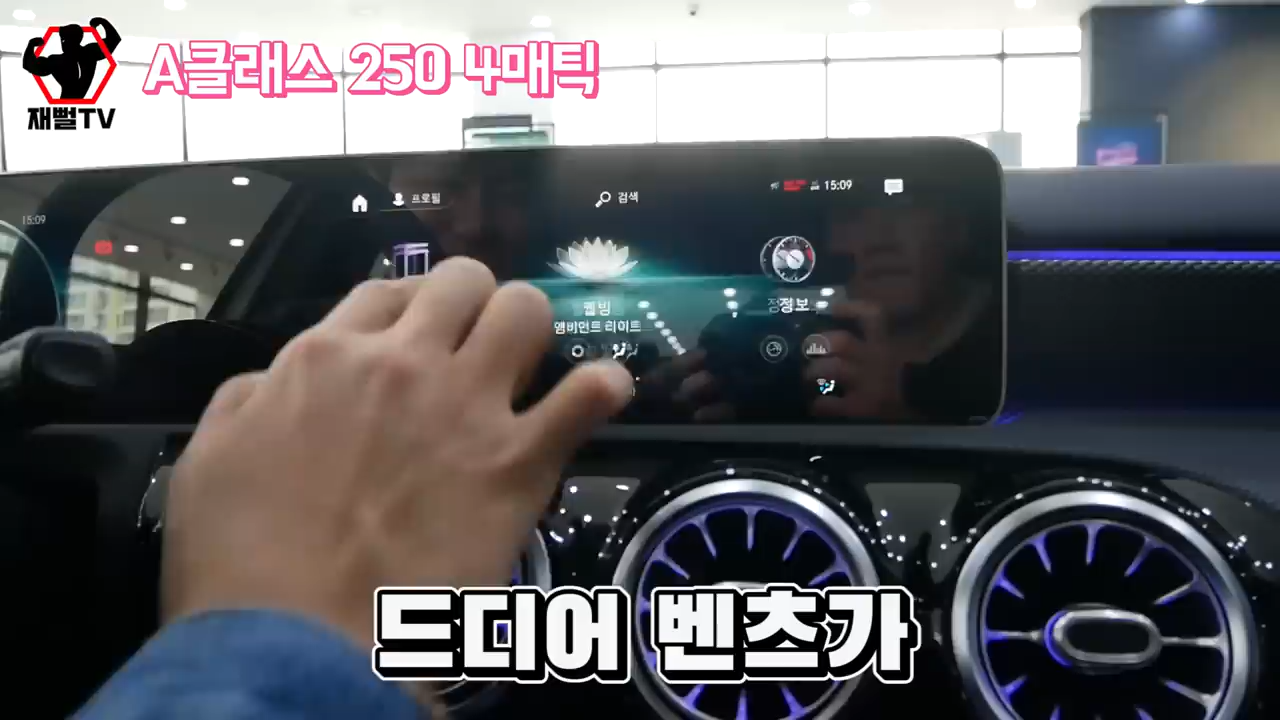 재뻘TV
A클래스 250 4매틱
15:09
프로필
검색
15:09
웰빙
앰비언트 라이트
정보
드디어 벤츠가